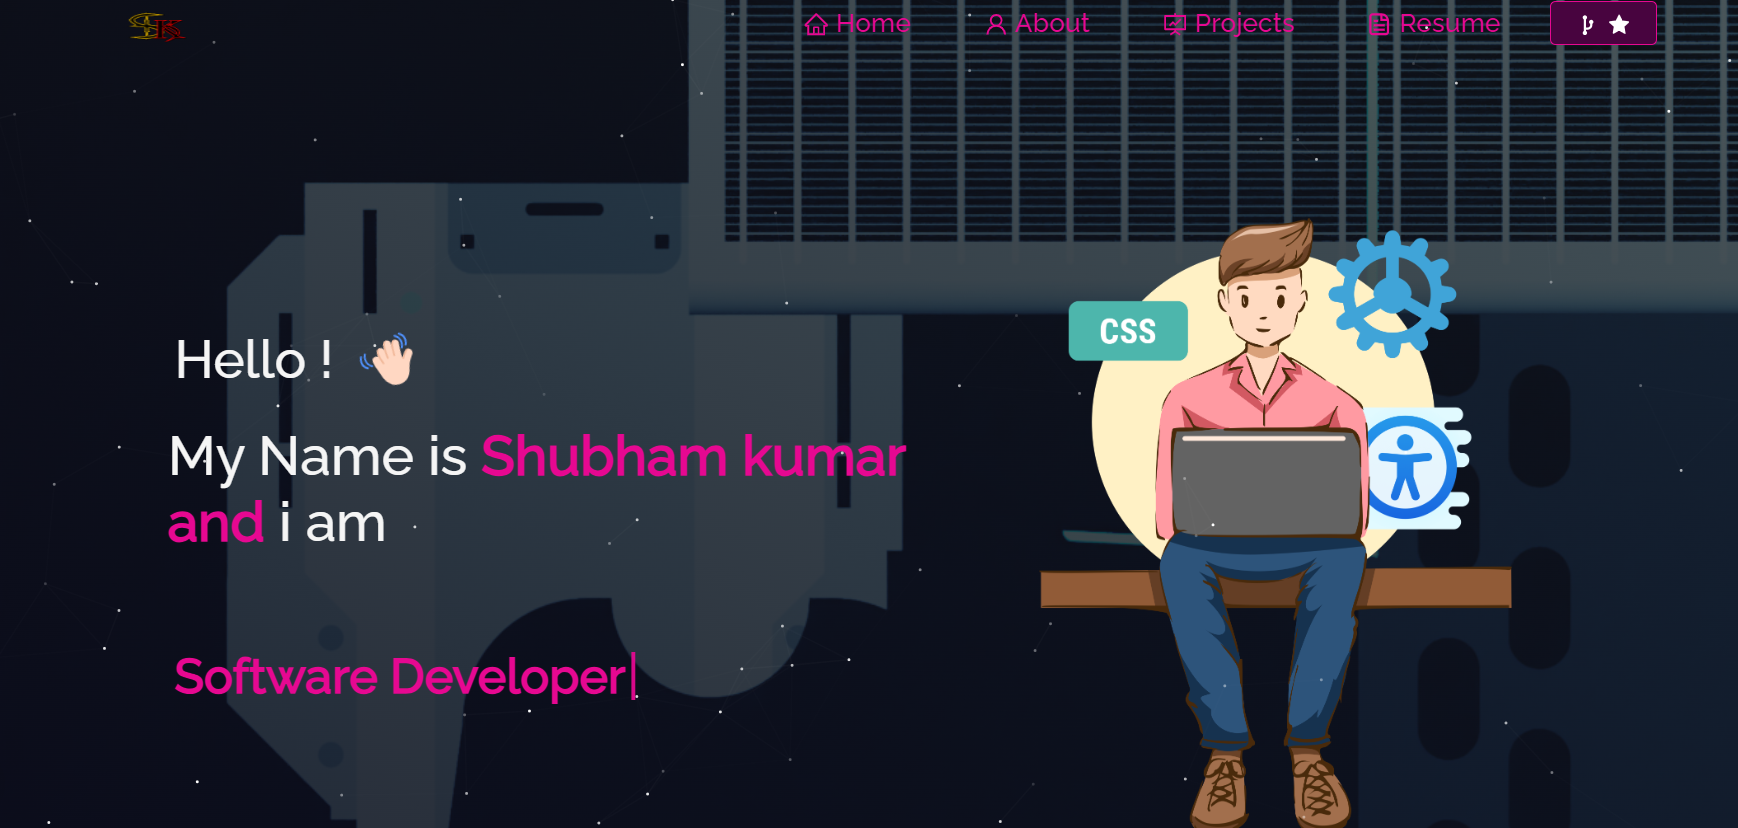 Home
About
Projects
Resume
Hello !
My Name is Shubham kumar
and i am
Software Developer
CSS